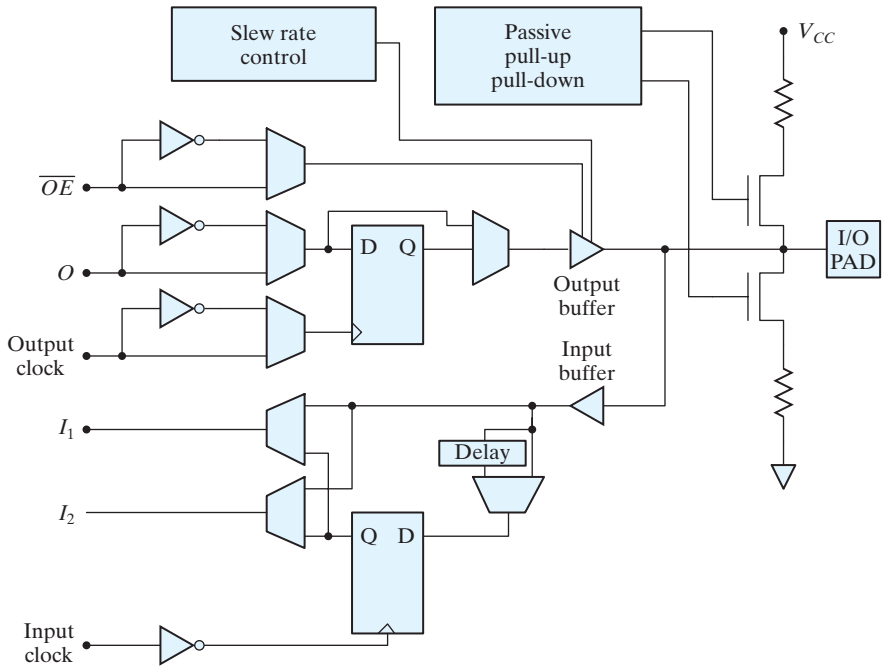 Slew rate
control
Passive
pull-up
pull-down
V_CC
\overline{OE}
O
D
Q
I/O
PAD
Output
buffer
Output
clock
Input
buffer
I_1
Delay
I_2
Q
D
Input
clock